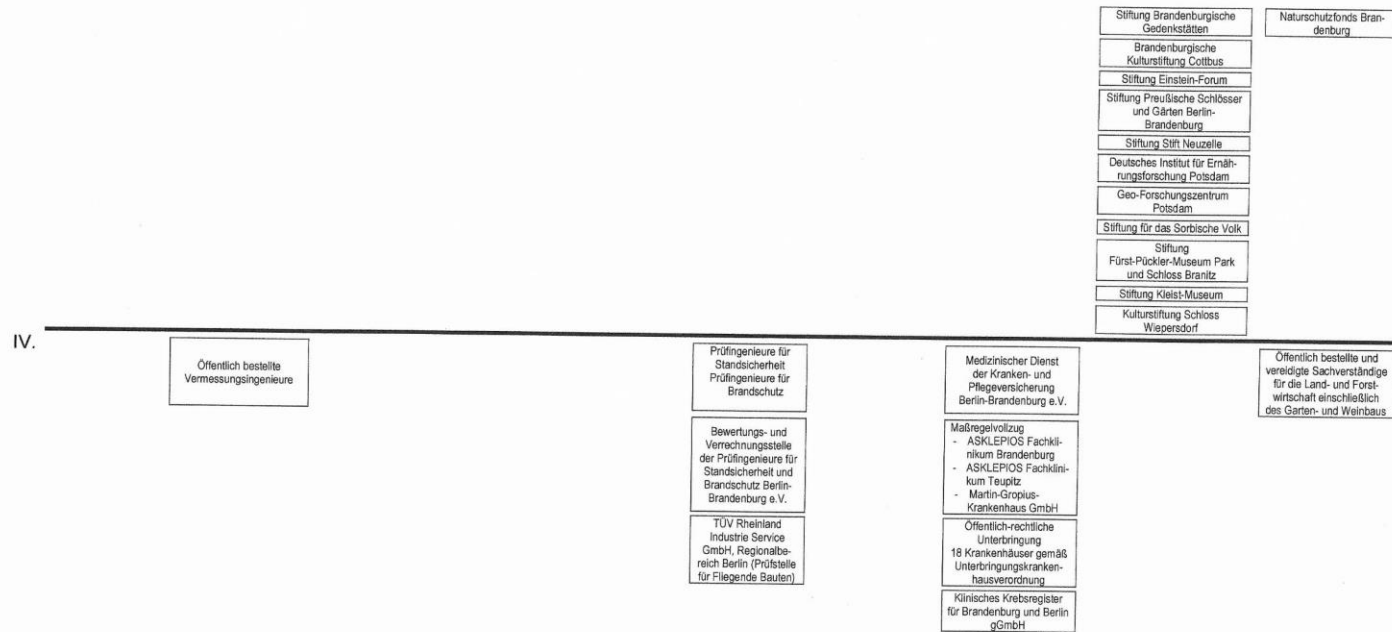 Stiftung Brandenburgische
Gedenkstätten
Brandenburgische
Kulturstiftung Cottbus
Stiftung Einstein-Forum
Stiftung Preußische Schlösser
und Gärten Berlin-
Brandenburg
Stiftung Stift Neuzelle
Deutsches Institut für Ernäh-
rungsforschung Potsdam
Geo-Forschungszentrum
Potsdam
Stiftung für das Sorbische Volk
Stiftung
Fürst-Pückler-Museum Park
und Schloss Branitz
Stiftung Kleist-Museum
Kulturstiftung Schloss
Wiepersdorf
Naturschutzfonds Bran-
denburg
IV.
Öffentlich bestellte
Vermessungsingenieure
Prüfingenieure für
Standsicherheit
Prüfingenieure für
Brandschutz
Bewertungs- und
Verrechnungsstelle
der Prüfingenieure für
Standsicherheit und
Brandschutz Berlin-
Brandenburg e.V.
TÜV Rheinland
Industrie Service
GmbH, Regionalbe-
reich Berlin (Prüfstelle
für Fliegende Bauten)
Medizinischer Dienst
der Kranken- und
Pflegeversicherung
Berlin-Brandenburg e.V.
Maßregelvollzug
- ASKLEPIOS Fachkli-
nikum Brandenburg
- ASKLEPIOS Fachklini-
kum Teupitz
- Martin-Gropius-
Krankenhaus GmbH
Öffentlich-rechtliche
Unterbringung
18 Krankenhäuser gemäß
Unterbringungskranken-
hausverordnung
Klinisches Krebsregister
für Brandenburg und Berlin
gGmbH
Öffentlich bestellte und
vereidigte Sachverständige
für die Land- und Forst-
wirtschaft einschließlich
des Garten- und Weinbaus